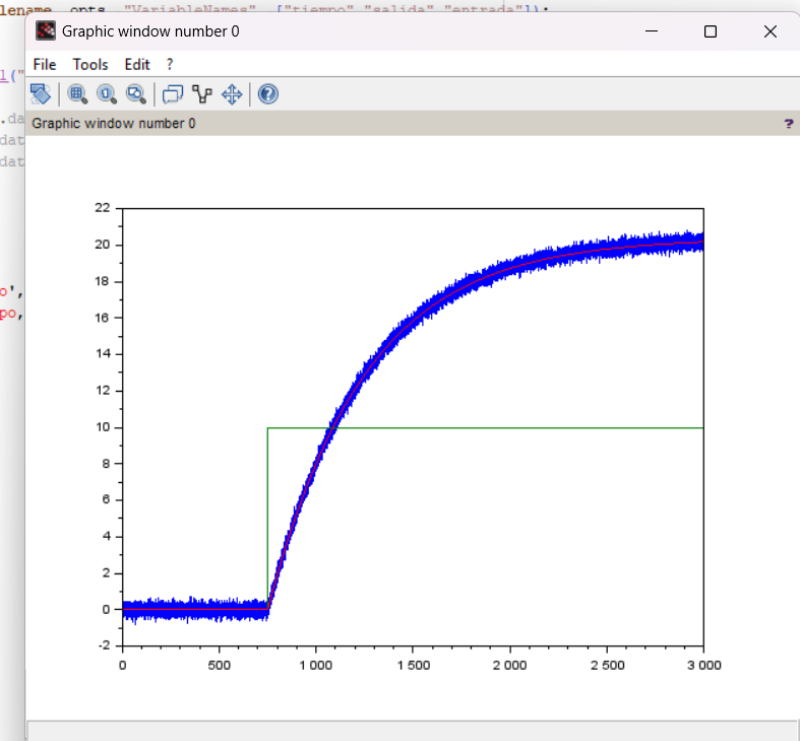 lename, opts, "VariableNames", ["tiempo","salida","entrada"]);
Graphic window number 0
File Tools Edit ?
l("
.da
dat
dat
Graphic window number 0 ?
o',
po,
22
20
18
16
14
12
10
8
6
4
2
0
-2
0 500 1 000 1 500 2 000 2 500 3 000